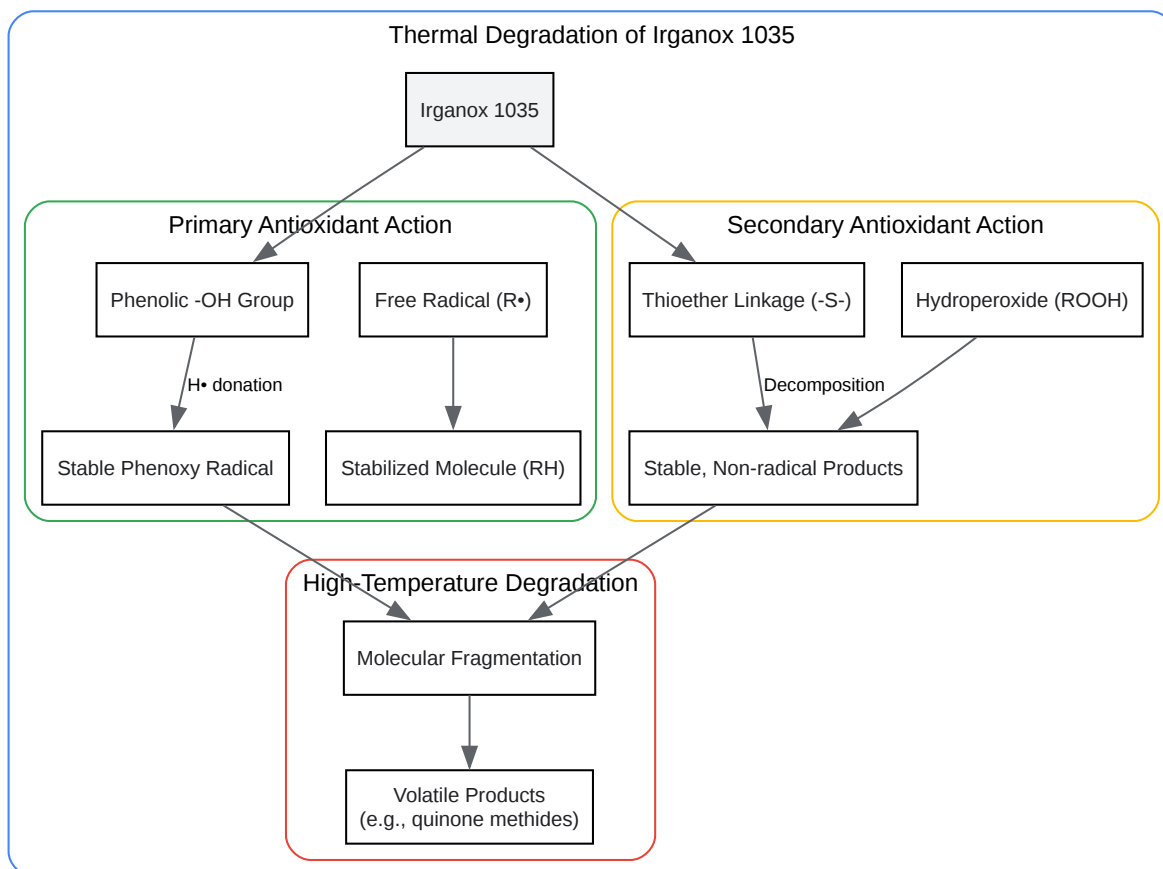 Thermal Degradation of Irganox 1035
Irganox 1035
Primary Antioxidant Action
Secondary Antioxidant Action
Phenolic -OH Group
Free Radical (R•)
Thioether Linkage (-S-)
Hydroperoxide (ROOH)
H• donation
Decomposition
Stable Phenoxy Radical
Stabilized Molecule (RH)
Stable, Non-radical Products
High-Temperature Degradation
Molecular Fragmentation
Volatile Products
(e.g., quinone methides)